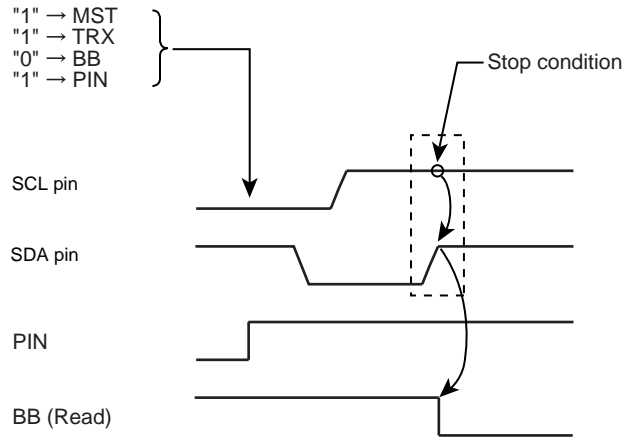 "1" → MST
"1" → TRX
"0" → BB
"1" → PIN
Stop condition
SCL pin
SDA pin
PIN
BB (Read)